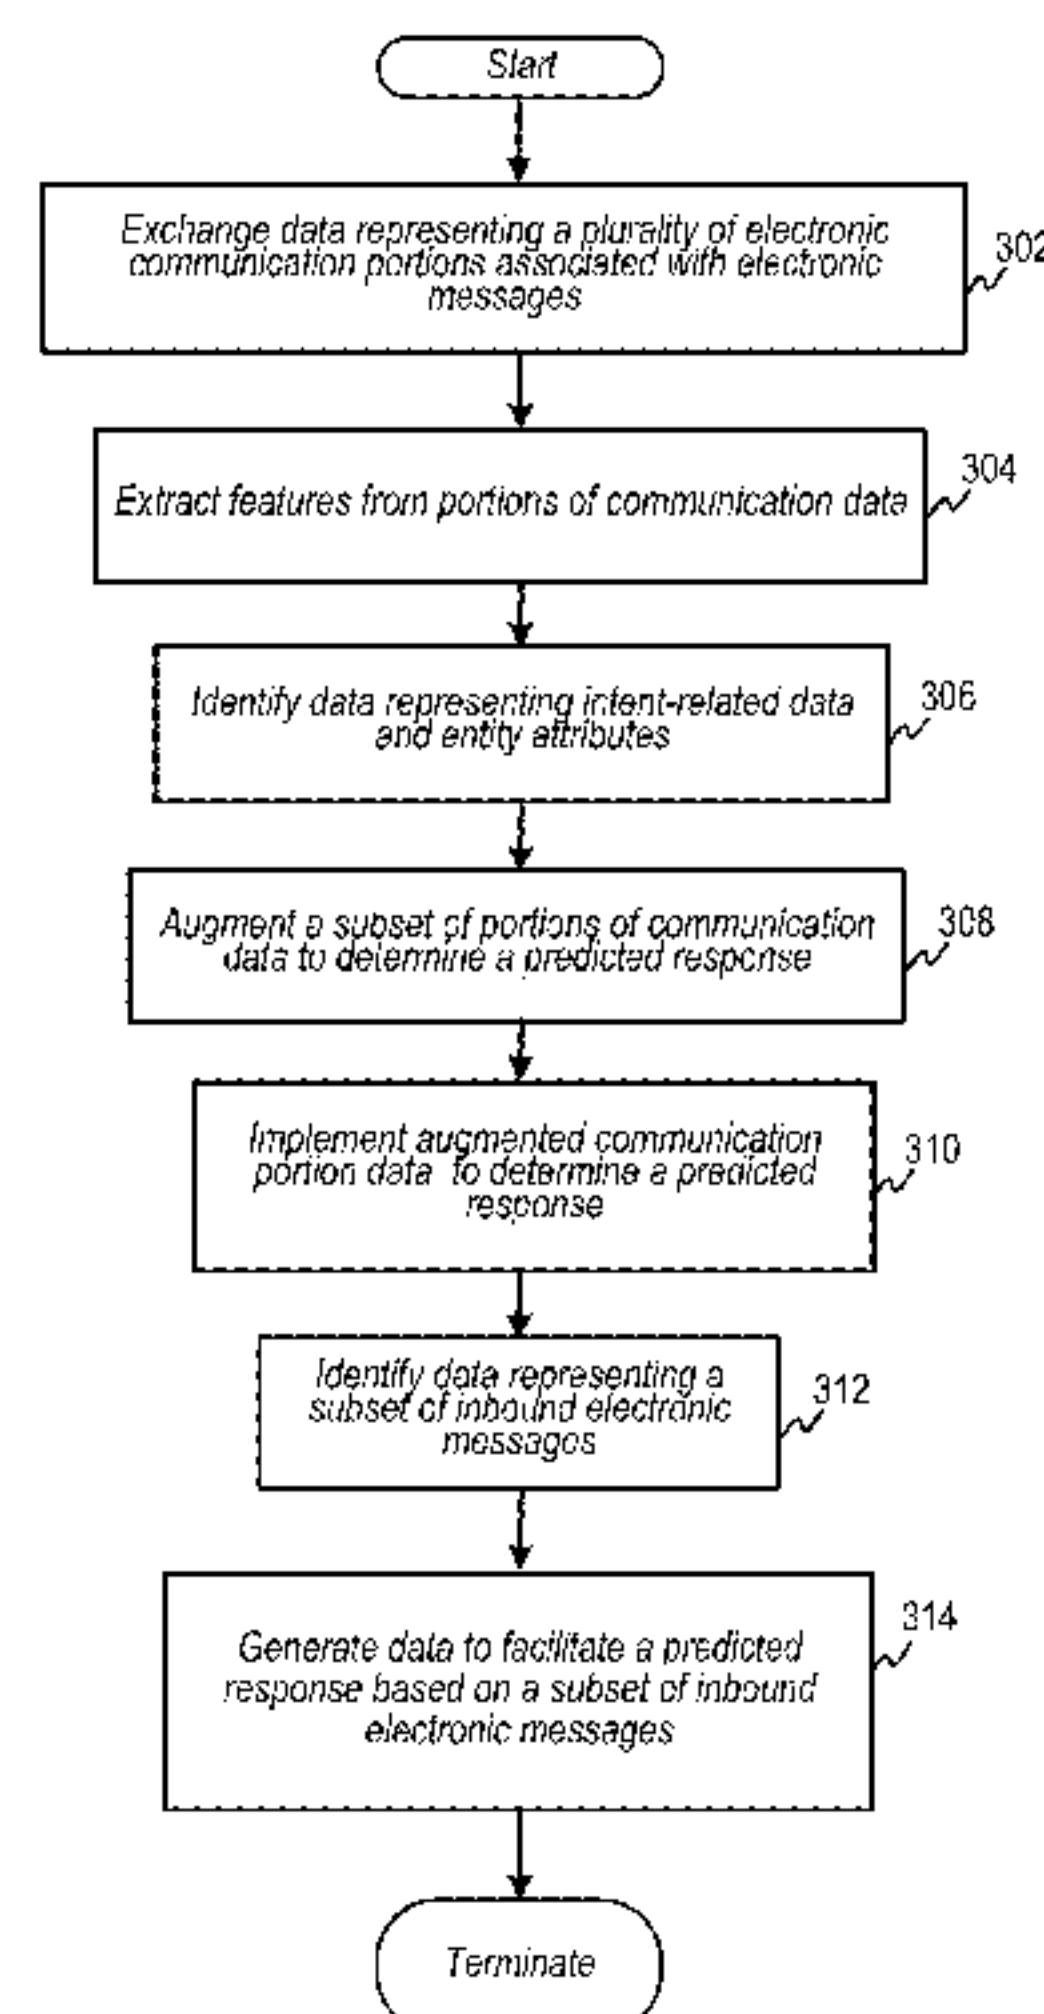 Start
Exchange data representing a plurality of electronic
communication portions associated with electronic
messages
302
Extract features from portions of communication data
304
Identify data representing intent-related data
and entity attributes
306
Augment a subset of portions of communication
data to determine a predicted response
308
Implement augmented communication
portion data to determine a predicted
response
310
Identify data representing a
subset of inbound electronic
messages
312
Generate data to facilitate a predicted
response based on a subset of inbound
electronic messages
314
Terminate